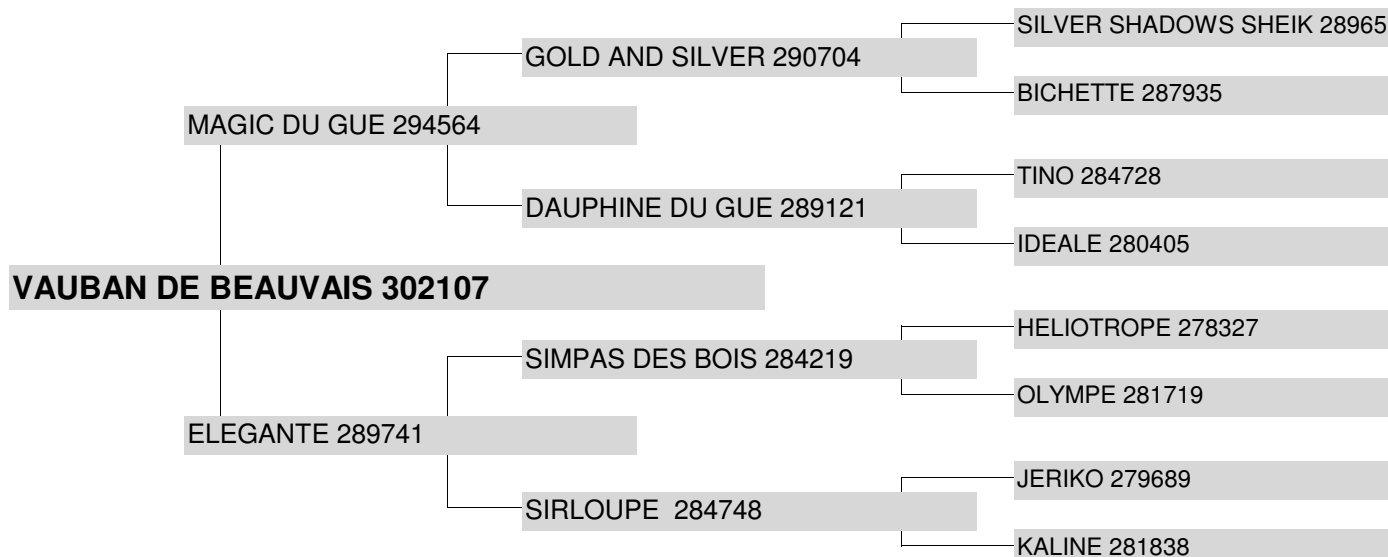 SILVER SHADOWS SHEIK 28965
GOLD AND SILVER 290704
BICHETTE 287935
MAGIC DU GUE 294564
TINO 284728
DAUPHINE DU GUE 289121
IDEALE 280405
VAUBAN DE BEAUVAIS 302107
HELIOTROPE 278327
SIMPAS DES BOIS 284219
OLYMPE 281719
ELEGANTE 289741
JERIKO 279689
SIRLOUPE 284748
KALINE 281838